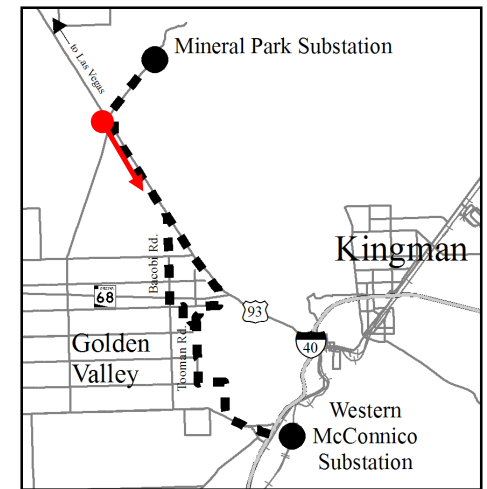 to Las Vegas
Mineral Park Substation
Bacobi Rd.
Kingman
ARIZONA
68
93
Tooman Rd.
40
Golden
Valley
Western
McConnico
Substation